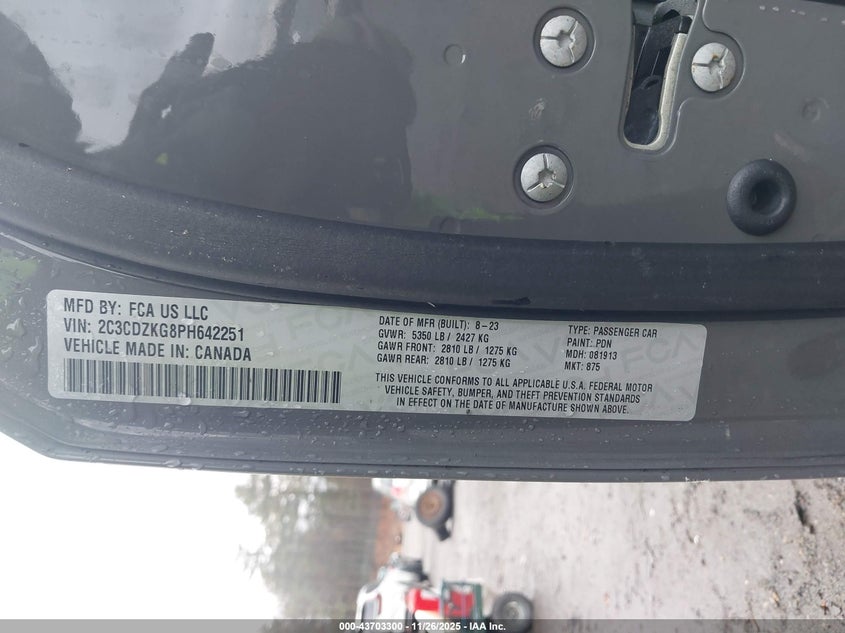 MFD BY: FCA US LLC
VIN: 2C3CDZKG8PH642251
VEHICLE MADE IN: CANADA
DATE OF MFR (BUILT): 8-23
GVWR: 5350 LB / 2427 KG
GAWR FRONT: 2810 LB / 1275 KG
GAWR REAR: 2810 LB / 1275 KG
TYPE: PASSENGER CAR
PAINT: PDN
MDH: 081913
MKT: 875
THIS VEHICLE CONFORMS TO ALL APPLICABLE U.S.A. FEDERAL MOTOR
VEHICLE SAFETY, BUMPER, AND THEFT PREVENTION STANDARDS
IN EFFECT ON THE DATE OF MANUFACTURE SHOWN ABOVE.
000-43703300 - 11/26/2025 - IAA Inc.